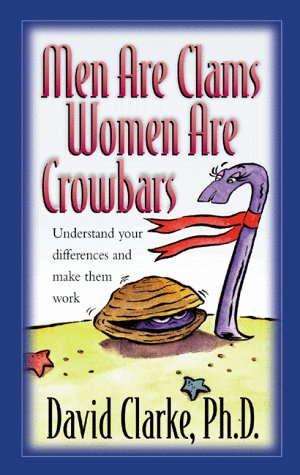 Men Are Clams
Women Are
Crowbars
Understand your
differences and
make them
work
David Clarke, Ph.D.